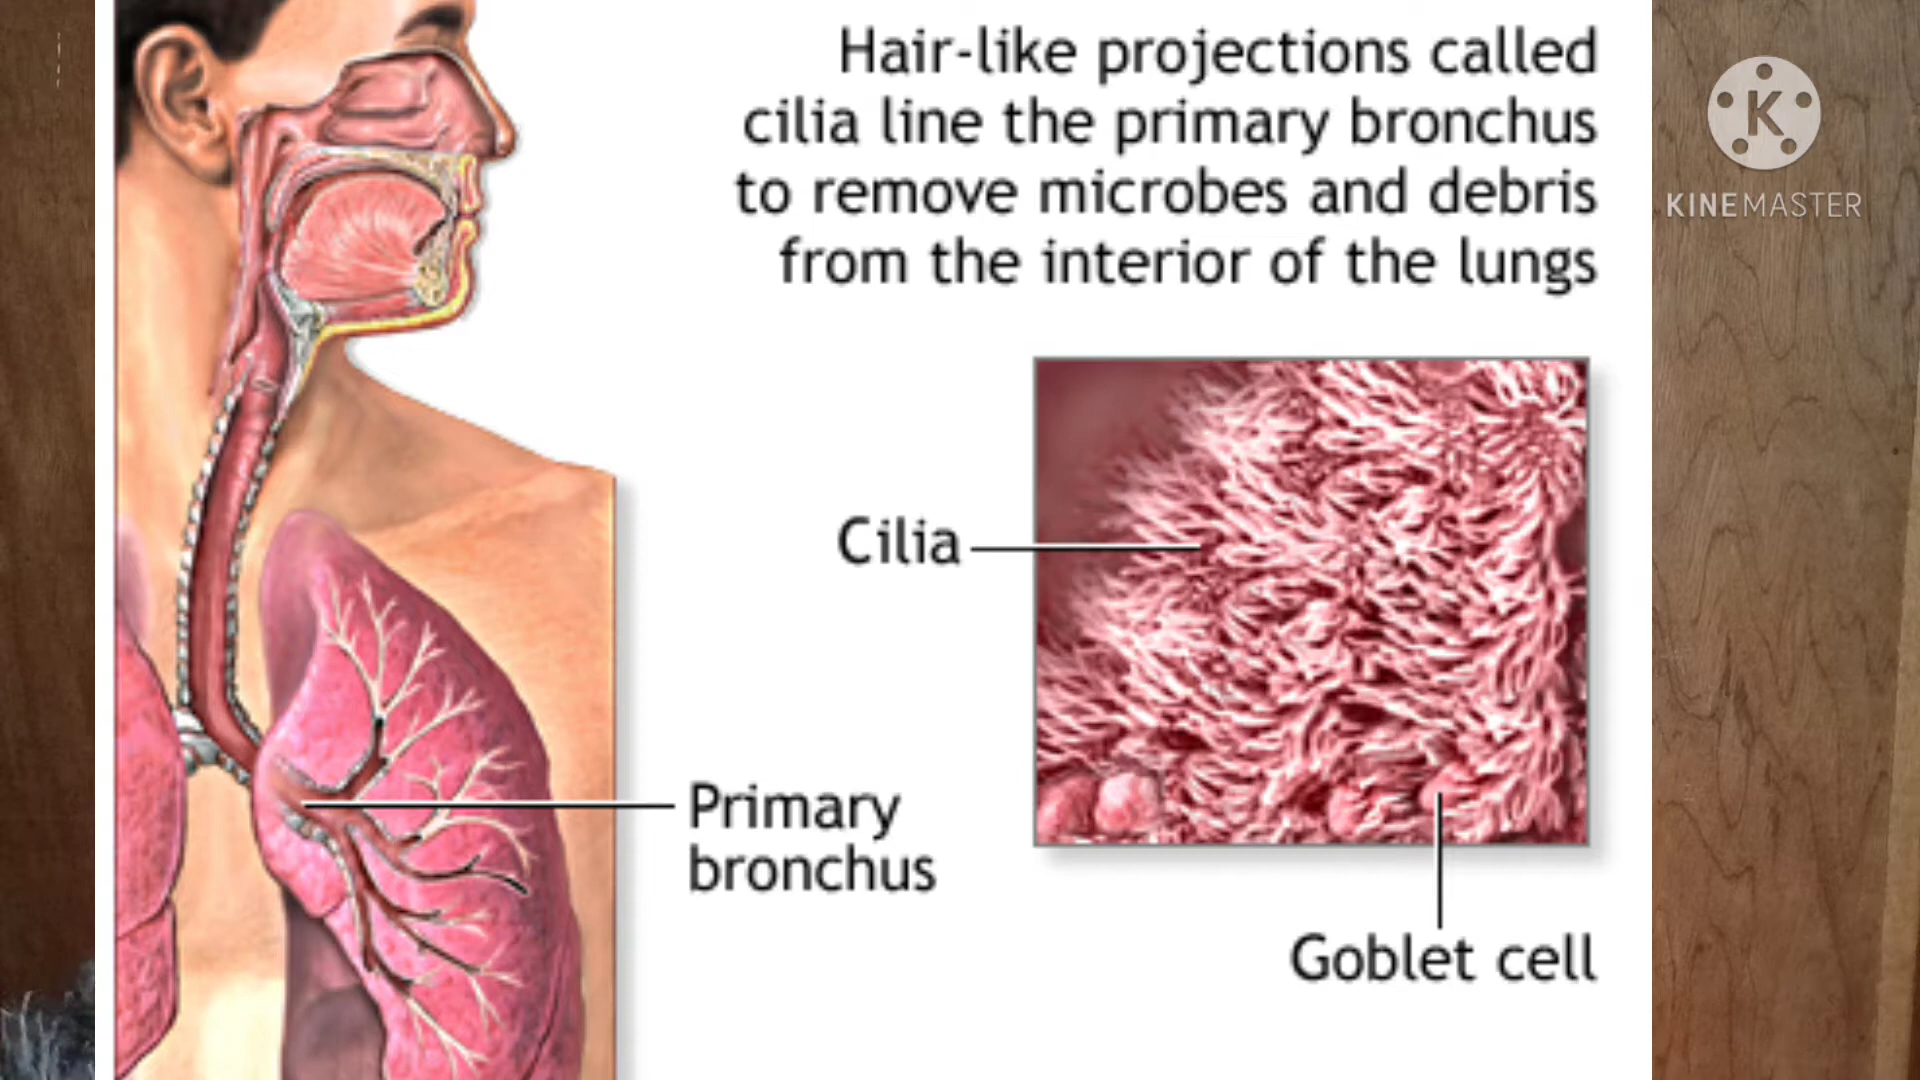 Hair-like projections called
cilia line the primary bronchus
to remove microbes and debris
from the interior of the lungs
Cilia
Primary
bronchus
Goblet cell
K
KINEMASTER